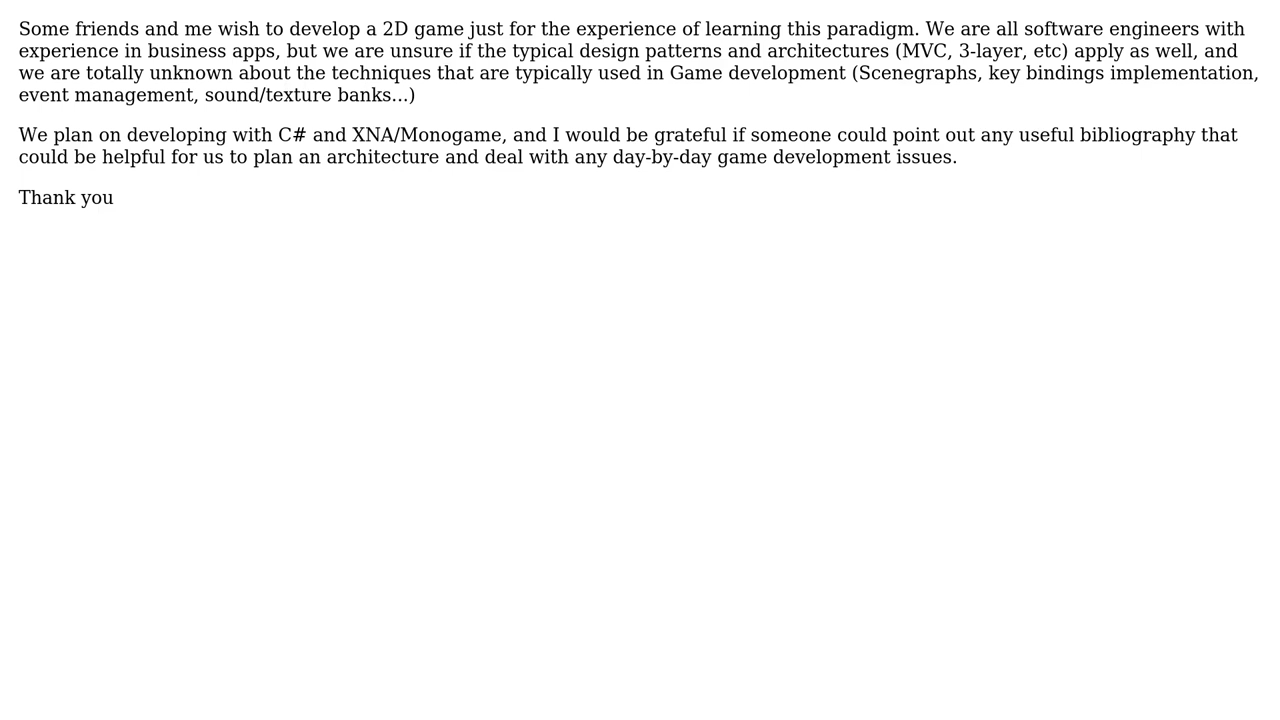 Some friends and me wish to develop a 2D game just for the experience of learning this paradigm. We are all software engineers with
experience in business apps, but we are unsure if the typical design patterns and architectures (MVC, 3-layer, etc) apply as well, and
we are totally unknown about the techniques that are typically used in Game development (Scenegraphs, key bindings implementation,
event management, sound/texture banks...)
We plan on developing with C# and XNA/Monogame, and I would be grateful if someone could point out any useful bibliography that
could be helpful for us to plan an architecture and deal with any day-by-day game development issues.
Thank you